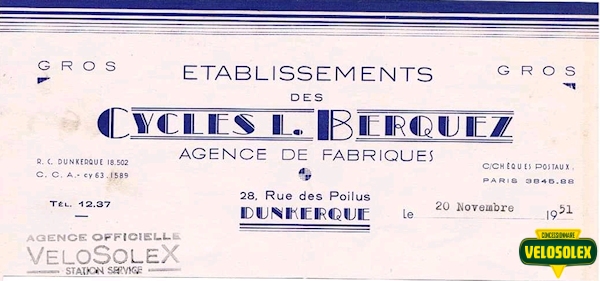 GROS
ETABLISSEMENTS
GROS
DES
CYCLES L. BERQUEZ
AGENCE DE FABRIQUES
R. C. DUNKERQUE 18.502
C. C. A. - cy 63.1589
C/CHÈQUES POSTAUX.
PARIS 3845.88
TÉL. 12.37
28, Rue des Poilus
DUNKERQUE
Le 20 Novembre 1951
AGENCE OFFICIELLE
VELOSOLEX
STATION SERVICE
CONCESSIONNAIRE
VELOSOLEX